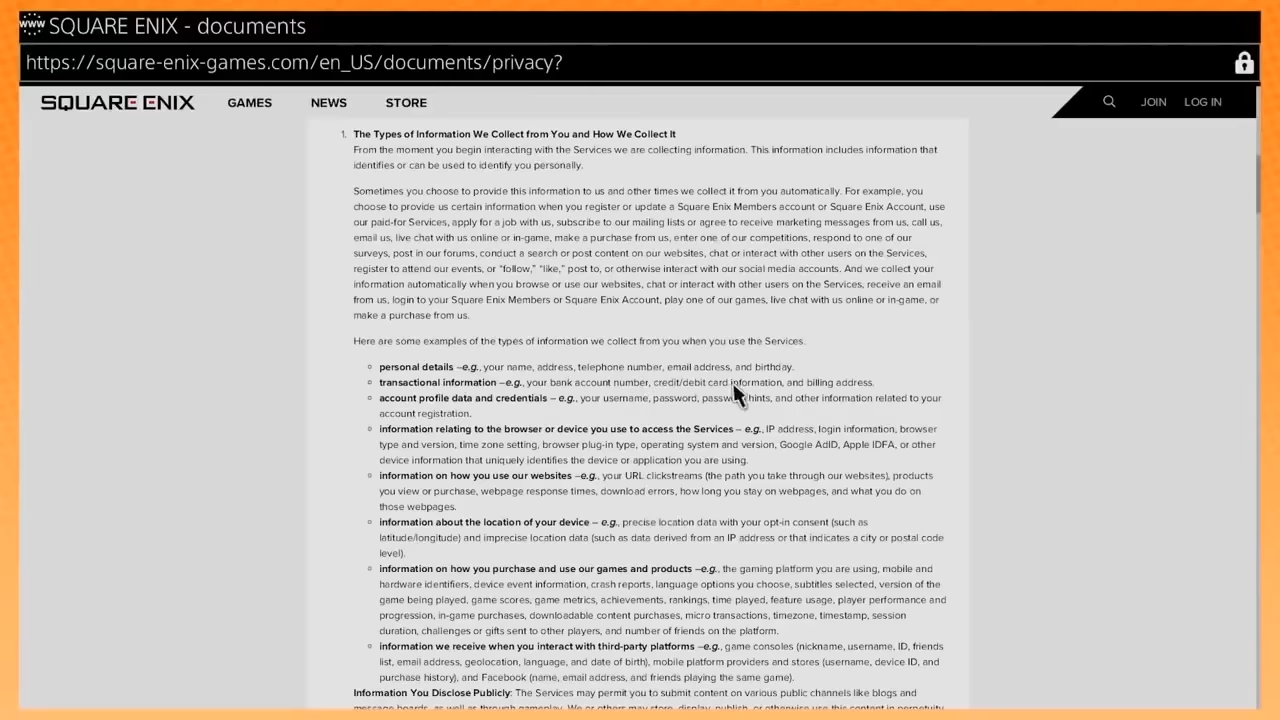 www SQUARE ENIX - documents
https://square-enix-games.com/en_US/documents/privacy?
SQUARE ENIX GAMES NEWS STORE JOIN LOG IN
1. The Types of Information We Collect from You and How We Collect It
From the moment you begin interacting with the Services we are collecting information. This information includes information that
identifies or can be used to identify you personally.
Sometimes you choose to provide this information to us and other times we collect it from you automatically. For example, you
choose to provide us certain information when you register or update a Square Enix Members account or Square Enix Account, use
our paid-for Services, apply for a job with us, subscribe to our mailing lists or agree to receive marketing messages from us, call us,
email us, live chat with us online or in-game, make a purchase from us, enter one of our competitions, respond to one of our
surveys, post in our forums, conduct a search or post content on our websites, chat or interact with other users on the Services,
register to attend our events, or “follow,” “like,” post to, or otherwise interact with our social media accounts. And we collect your
information automatically when you browse or use our websites, chat or interact with other users on the Services, receive an email
from us, login to your Square Enix Members or Square Enix Account, play one of our games, live chat with us online or in-game, or
make a purchase from us.
Here are some examples of the types of information we collect from you when you use the Services.
personal details –e.g., your name, address, telephone number, email address, and birthday.
transactional information –e.g., your bank account number, credit/debit card information, and billing address.
account profile data and credentials – e.g., your username, password, hints, and other information related to your
account registration.
information relating to the browser or device you use to access the Services – e.g., IP address, login information, browser
type and version, time zone setting, browser plug-in type, operating system and version, Google AdID, Apple IDFA, or other
device information that uniquely identifies the device or application you are using.
information on how you use our websites –e.g., your URL clickstreams (the path you take through our websites), products
you view or purchase, webpage response times, download errors, how long you stay on webpages, and what you do on
those webpages.
information about the location of your device – e.g., precise location data with your opt-in consent (such as
latitude/longitude) and imprecise location data (such as data derived from an IP address or that indicates a city or postal code
level).
information on how you purchase and use our games and products –e.g., the gaming platform you are using, mobile and
hardware identifiers, device event information, crash reports, language options you choose, subtitles selected, version of the
game being played, game scores, game metrics, achievements, rankings, time played, feature usage, player performance and
progression, in-game purchases, downloadable content purchases, micro transactions, timezone, timestamp, session
duration, challenges or gifts sent to other players, and number of friends on the platform.
information we receive when you interact with third-party platforms –e.g., game consoles (nickname, username, ID, friends
list, email address, geolocation, language, and date of birth), mobile platform providers and stores (username, device ID, and
purchase history), and Facebook (name, email address, and friends playing the same game).
Information You Disclose Publicly: The Services may permit you to submit content on various public channels like blogs and
message boards, as well as through gameplay. We or others may store, display, publish, or otherwise use this content in perpetuity